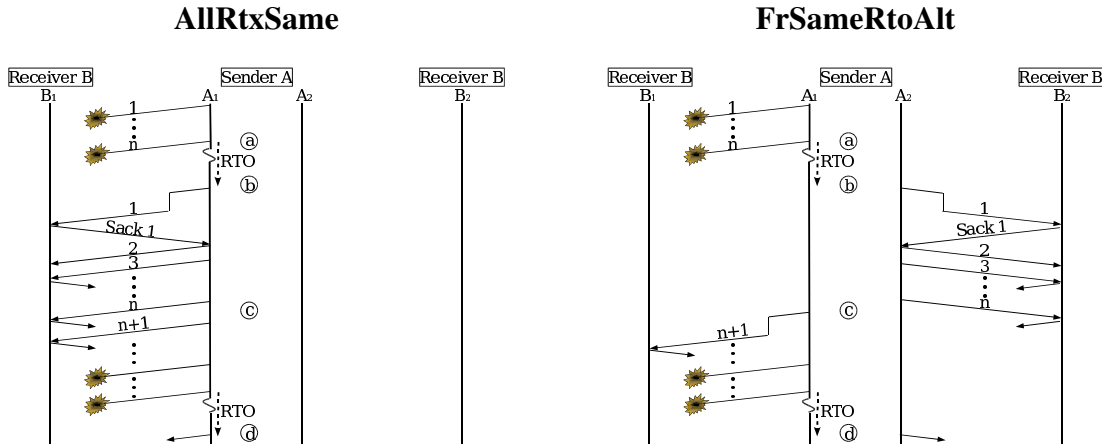 AllRtxSame
Receiver B
Sender A
Receiver B
B1
A1
A2
B2
1
n
a
RTO
b
1
Sack 1
2
3
n
c
n+1
RTO
d
FrSameRtoAlt
Receiver B
Sender A
Receiver B
B1
A1
A2
B2
1
n
a
RTO
b
1
Sack 1
2
3
n
c
n+1
RTO
d